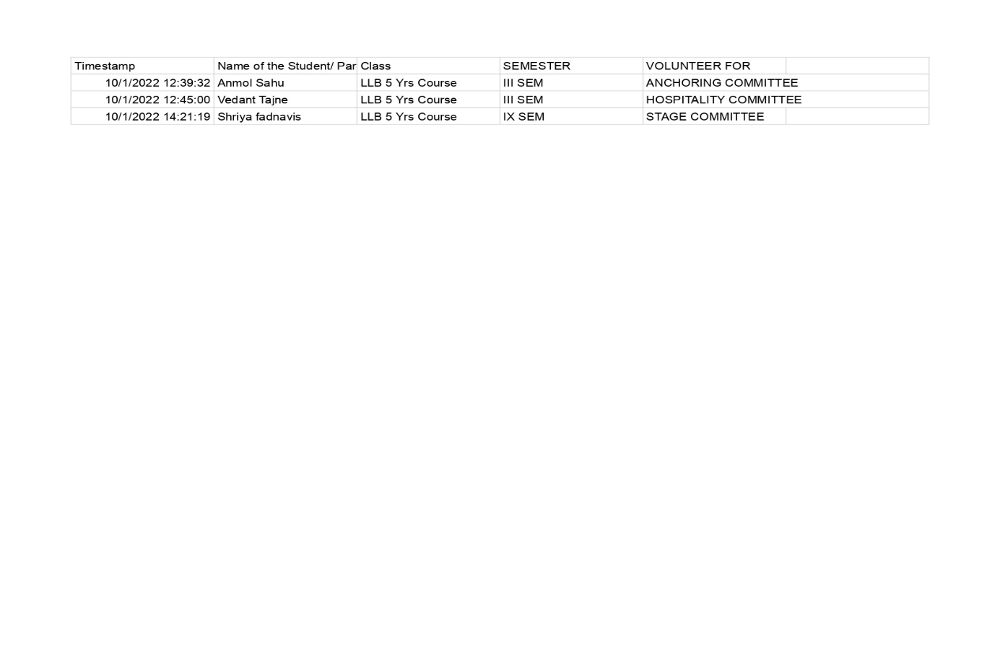 Timestamp Name of the Student/ Par Class SEMESTER VOLUNTEER FOR
10/1/2022 12:39:32 Anmol Sahu LLB 5 Yrs Course III SEM ANCHORING COMMITTEE
10/1/2022 12:45:00 Vedant Tajne LLB 5 Yrs Course III SEM HOSPITALITY COMMITTEE
10/1/2022 14:21:19 Shriya fadnavis LLB 5 Yrs Course IX SEM STAGE COMMITTEE